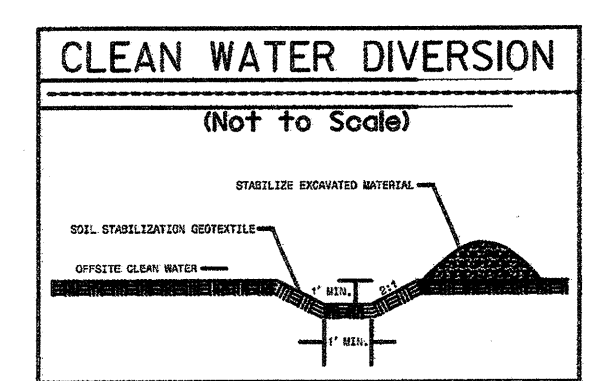 CLEAN WATER DIVERSION
(Not to Scale)
STABILIZE EXCAVATED MATERIAL
SOIL STABILIZATION GEOTEXTILE
OFFSITE CLEAN WATER
1' MIN.
2:1
1' MIN.